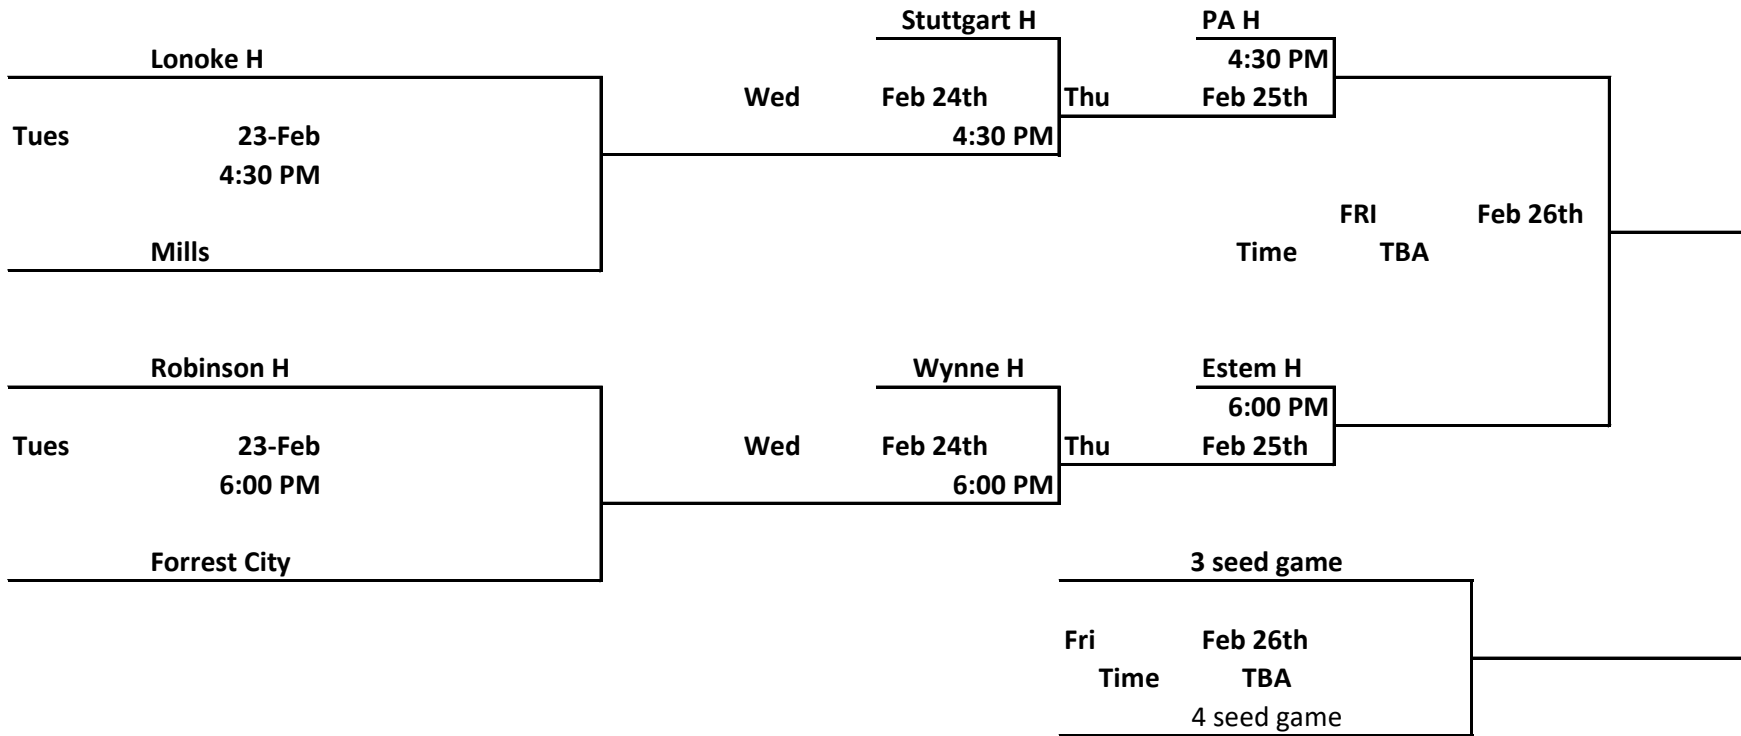 Stuttgart H PA H
Lonoke H 4:30 PM
Wed Feb 24th Thu Feb 25th
Tues 23-Feb 4:30 PM
4:30 PM
FRI Feb 26th
Mills Time TBA
Robinson H Wynne H Estem H
6:00 PM
Tues 23-Feb Wed Feb 24th Thu Feb 25th
6:00 PM 6:00 PM
Forrest City 3 seed game
Fri Feb 26th
Time TBA
4 seed game